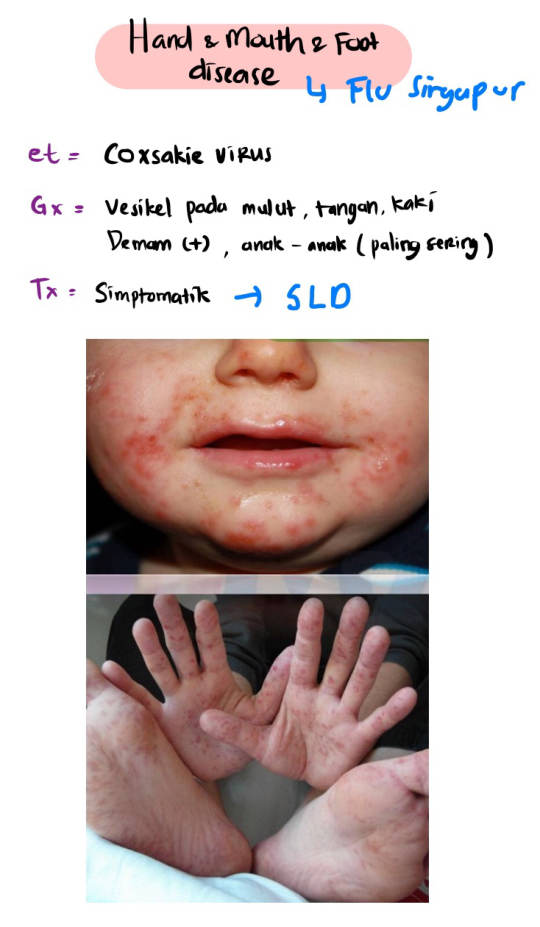 Hand & Mouth & Foot
disease ↳ Flu Singapur
et = Coxsakie virus
Gx = Vesikel pada mulut, tangan, kaki
Demam (+), anak - anak (paling sering)
Tx = Simptomatik → SLD